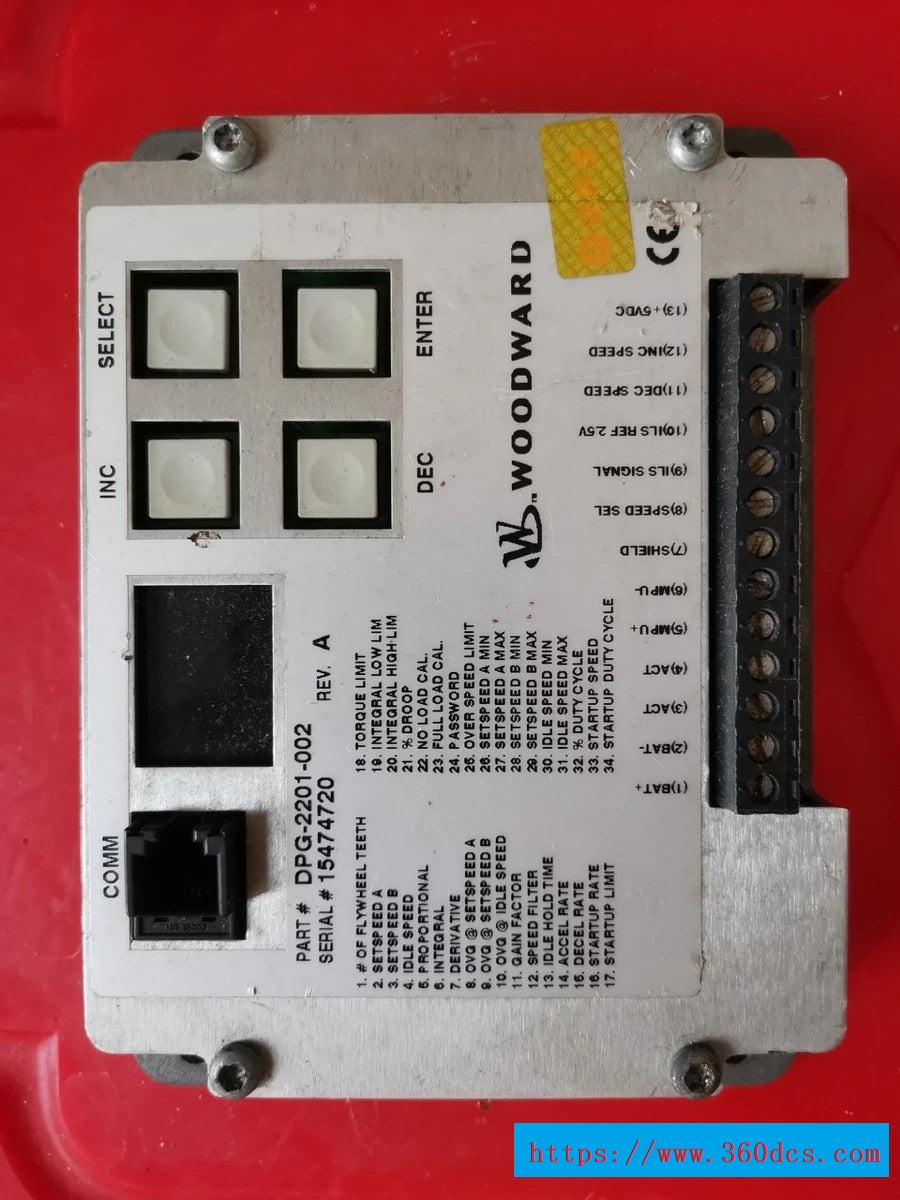 SELECT
ENTER
INC
DEC
WOODWARD
CE
COMM
PART # DPG-2201-002
REV. A
SERIAL # 15474720
1. # OF FLYWHEEL TEETH
2. SETSPEED A
3. SETSPEED B
4. IDLE SPEED
5. PROPORTIONAL
6. INTEGRAL
7. DERIVATIVE
8. OVG @ SETSPEED A
9. OVG @ SETSPEED B
10. OVG @ IDLE SPEED
11. GAIN FACTOR
12. SPEED FILTER
13. IDLE HOLD TIME
14. ACCEL RATE
15. DECEL RATE
16. STARTUP RATE
17. STARTUP LIMIT
18. TORQUE LIMIT
19. INTEGRAL LOW LIM
20. INTEGRAL HIGH-LIM
21. % DROOP
22. NO LOAD CAL.
23. FULL LOAD CAL.
24. PASSWORD
25. OVER SPEED LIMIT
26. SETSPEED A MIN
27. SETSPEED A MAX
28. SETSPEED B MIN
29. SETSPEED B MAX
30. IDLE SPEED MIN
31. IDLE SPEED MAX
32. % DUTY CYCLE
33. STARTUP SPEED
34. STARTUP DUTY CYCLE
(13)+5VDC
(12)INC SPEED
(11)DEC SPEED
(10)ILS REF 2.5V
(9)ILS SIGNAL
(8)SPEED SEL
(7)SHIELD
(6)MPU-
(5)MPU+
(4)ACT
(3)ACT
(2)BAT-
(1)BAT+
https://www.360dcs.com